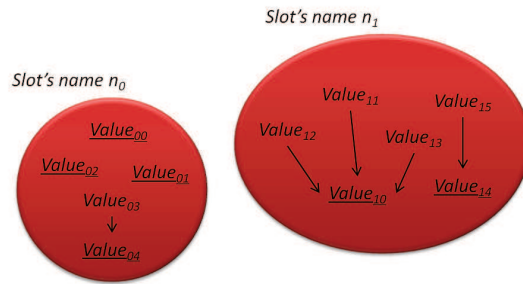 Slot's name n0
Value00
Value02
Value01
Value03
Value04
Slot's name n1
Value11
Value15
Value12
Value13
Value10
Value14